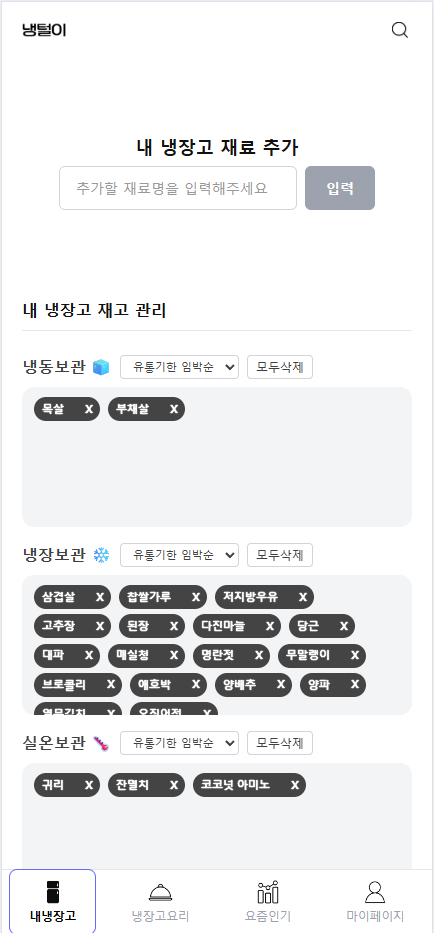 냉털이
내 냉장고 재료 추가
추가할 재료명을 입력해주세요 입력
내 냉장고 재고 관리
냉동보관 유통기한 임박순 모두삭제
목살 X 부채살 X
냉장보관 유통기한 임박순 모두삭제
삼겹살 X 찹쌀가루 X 저지방우유 X
고추장 X 된장 X 다진마늘 X 당근 X
대파 X 매실청 X 명란젓 X 무말랭이 X
브로콜리 X 애호박 X 양배추 X 양파 X
열무김치 X 오징어젓 X
실온보관 유통기한 임박순 모두삭제
귀리 X 잔멸치 X 코코넛 아미노 X
내냉장고 냉장고요리 요즘인기 마이페이지